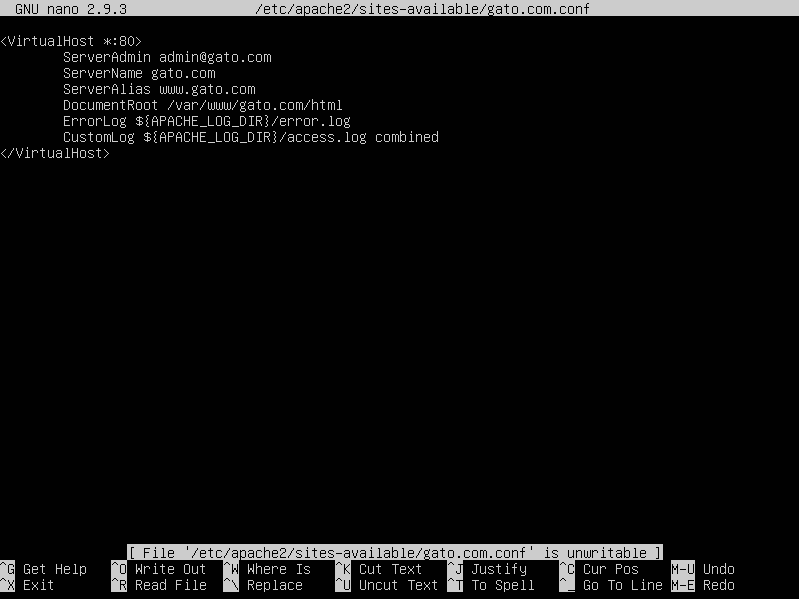 GNU nano 2.9.3 /etc/apache2/sites-available/gato.com.conf
<VirtualHost *:80>
ServerAdmin admin@gato.com
ServerName gato.com
ServerAlias www.gato.com
DocumentRoot /var/www/gato.com/html
ErrorLog ${APACHE_LOG_DIR}/error.log
CustomLog ${APACHE_LOG_DIR}/access.log combined
</VirtualHost>
[ File '/etc/apache2/sites-available/gato.com.conf' is unwritable ]
^G Get Help ^O Write Out ^W Where Is ^K Cut Text ^J Justify ^C Cur Pos M-U Undo
^X Exit ^R Read File ^\ Replace ^U Uncut Text ^T To Spell ^_ Go To Line M-E Redo